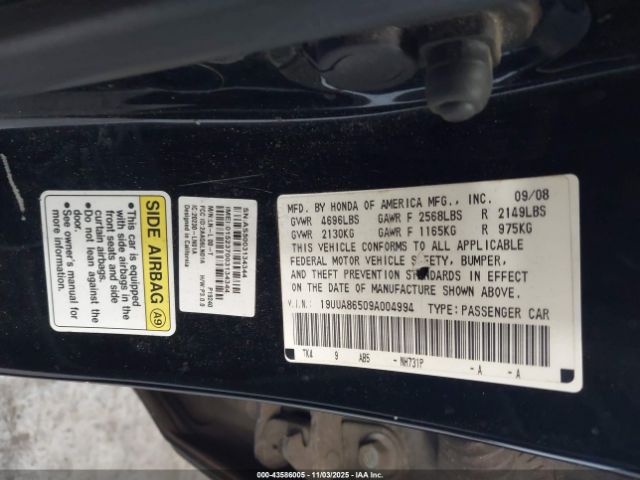 MFD. BY HONDA OF AMERICA MFG., INC. 09/08
GVWR 4696LBS GAWR F 2568LBS R 2149LBS
GVWR 2130KG GAWR F 1165KG R 975KG
THIS VEHICLE CONFORMS TO ALL APPLICABLE
FEDERAL MOTOR VEHICLE S FETY, BUMPER,
AND THEFT PREVENTION STANDARDS IN EFFECT
ON THE DATE OF MANUFACTURE SHOWN ABOVE.
V.I.N. 19UUA86509A004994 TYPE: PASSENGER CAR
TK4 9 AB5 - NH731P - A - A
SIDE AIRBAG A9
• This car is equipped
with side airbags in the
front seats and side
curtain airbags.
• Do not lean against the
door.
• See owner's manual for
more information.
00-43586005 - 11/03/2025 - IAAI.COM